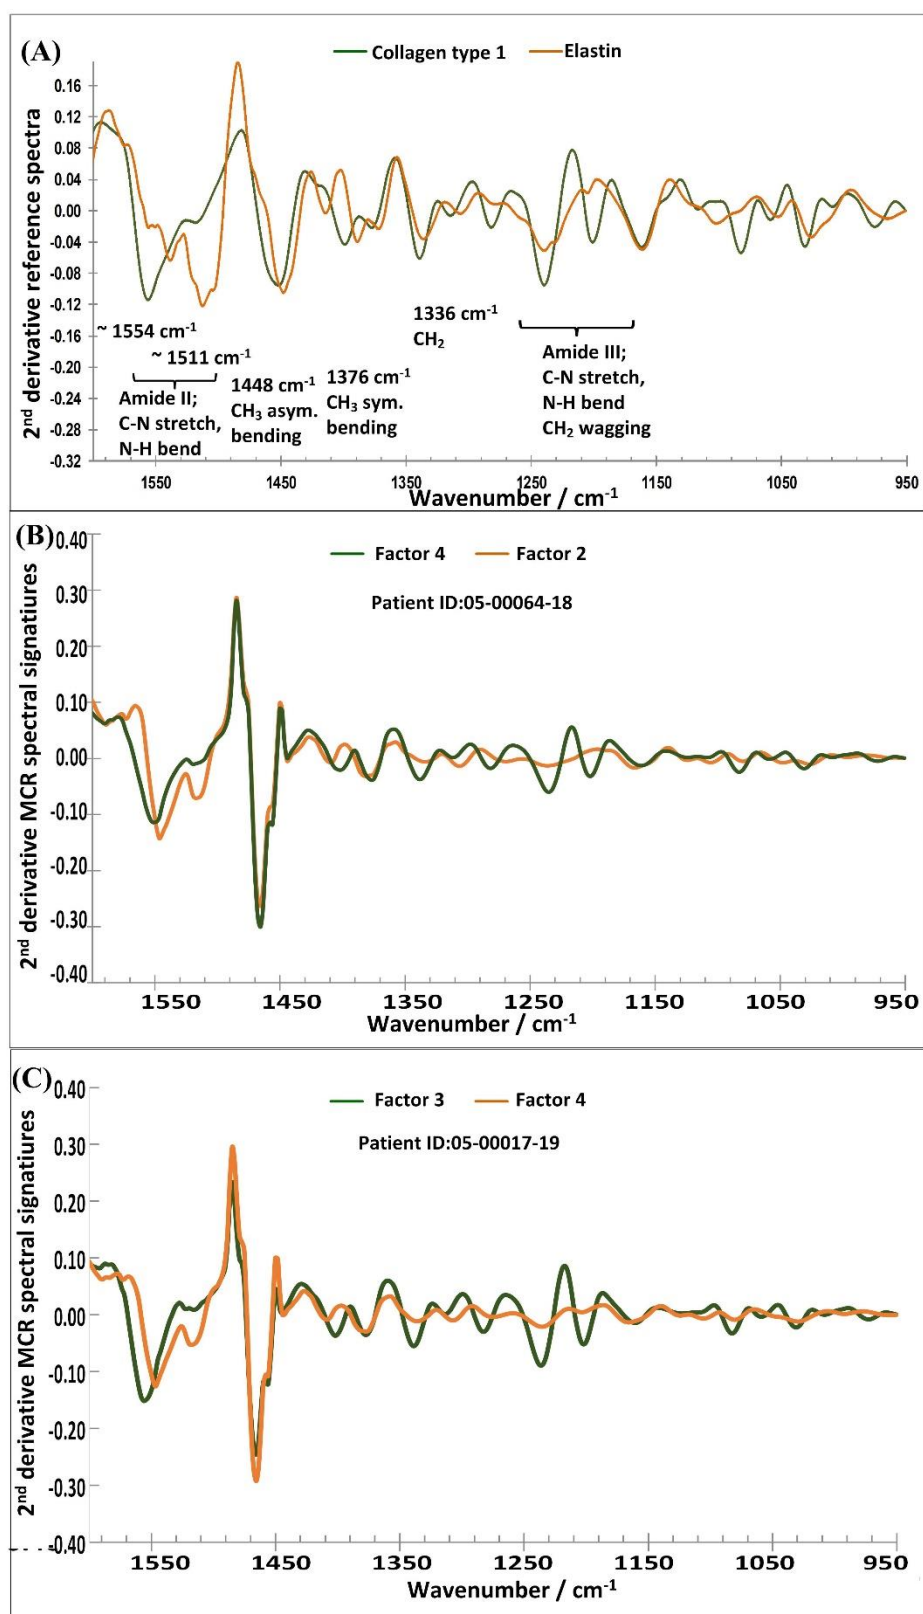 (A)
Collagen type 1 Elastin
2nd derivative reference spectra
0.16
0.12
0.08
0.04
0.00
-0.04
-0.08
-0.12
-0.16
-0.20
-0.24
-0.28
-0.32
~ 1554 cm-1
~ 1511 cm-1
Amide II;
C-N stretch,
N-H bend
1448 cm-1
CH3 asym.
bending
1376 cm-1
CH3 sym.
bending
1336 cm-1
CH2
Amide III;
C-N stretch,
N-H bend
CH2 wagging
1550 1450 1350 1250 1150 1050 950
Wavenumber / cm-1
(B)
Factor 4 Factor 2
Patient ID:05-00064-18
2nd derivative MCR spectral signatiures
0.40
0.30
0.20
0.10
0.00
-0.10
-0.20
-0.30
-0.40
1550 1450 1350 1250 1150 1050 950
Wavenumber / cm-1
(C)
Factor 3 Factor 4
Patient ID:05-00017-19
2nd derivative MCR spectral signatiures
0.40
0.30
0.20
0.10
0.00
-0.10
-0.20
-0.30
-0.40
1550 1450 1350 1250 1150 1050 950
Wavenumber / cm-1